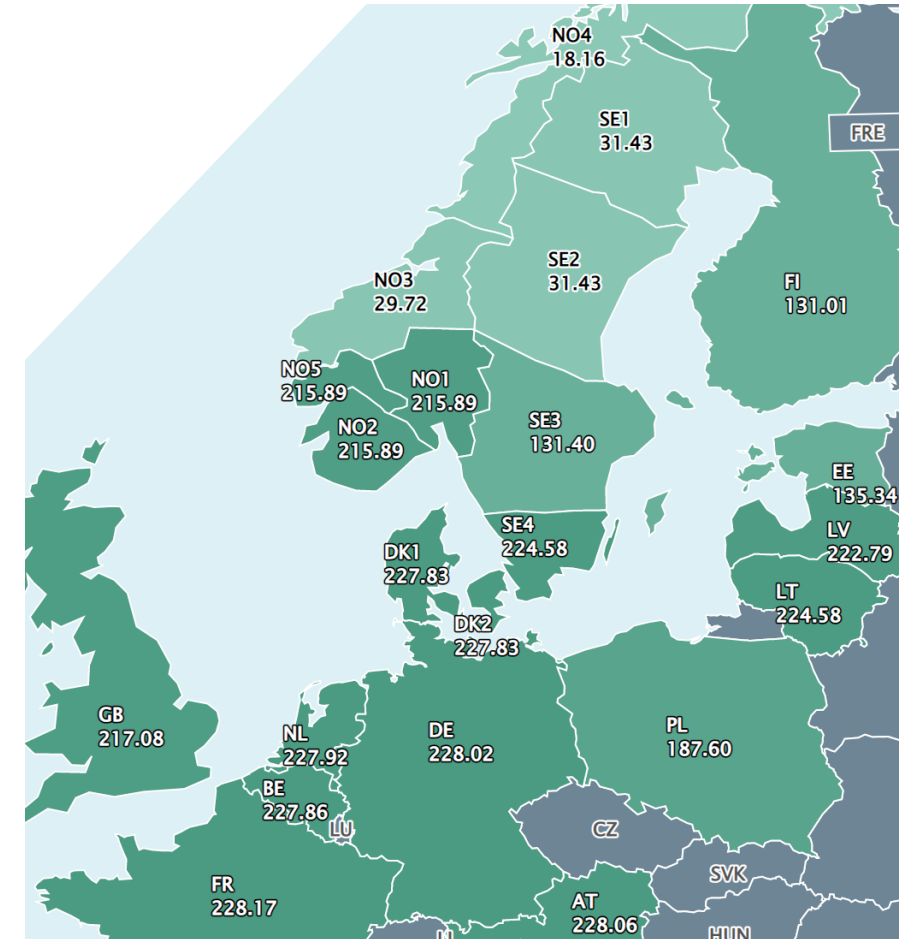 NO4
18.16
SE1
31.43
FRE
SE2
31.43
NO3
29.72
FI
131.01
NO5
215.89
NO1
215.89
NO2
215.89
SE3
131.40
EE
135.34
SE4
224.58
LV
222.79
DK1
227.83
LT
224.58
DK2
227.83
GB
217.08
NL
227.92
DE
228.02
PL
187.60
BE
227.86
LU
CZ
FR
228.17
SVK
AT
228.06
HUN